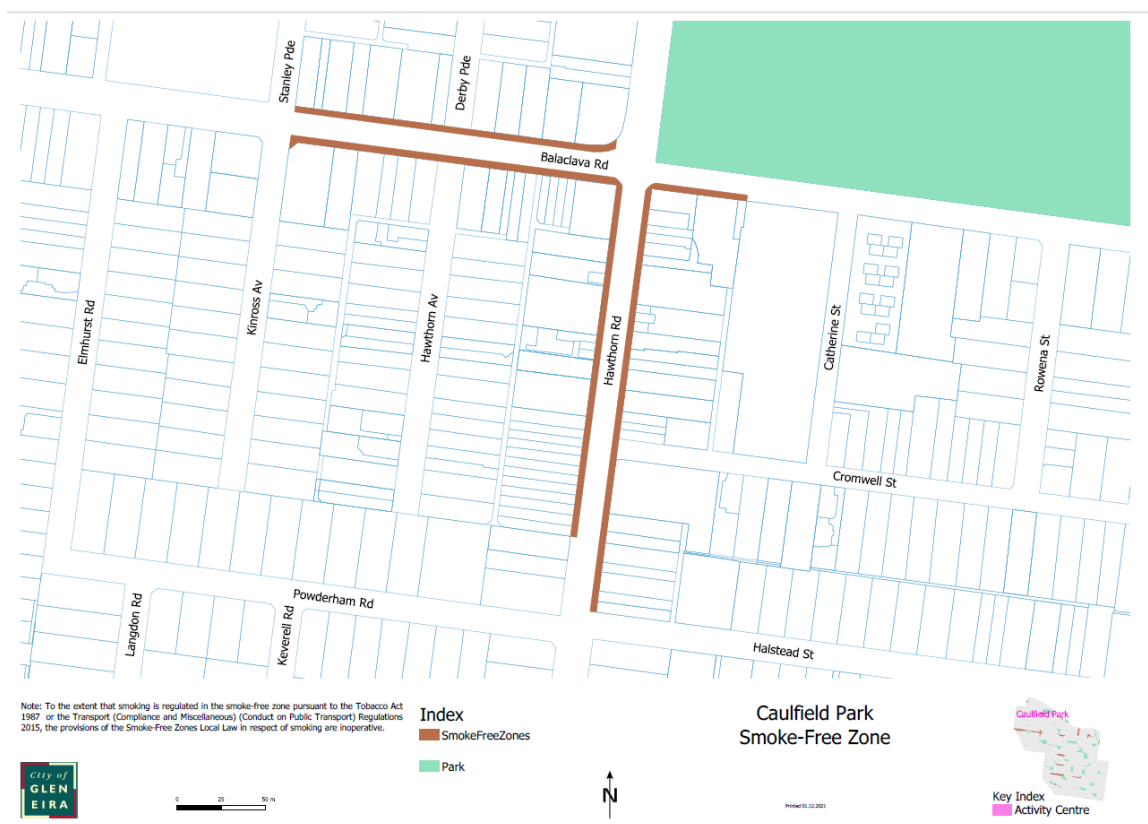 Stanley Pde
Derby Pde
Balaclava Rd
Elmhurst Rd
Kinross Av
Hawthorn Av
Hawthorn Rd
Catherine St
Rowena St
Cromwell St
Powderham Rd
Langdon Rd
Keverell Rd
Halstead St
Note: To the extent that smoking is regulated in the smoke-free zone pursuant to the Tobacco Act
1987 or the Transport (Compliance and Miscellaneous) (Conduct on Public Transport) Regulations
2015, the provisions of the Smoke-Free Zones Local Law in respect of smoking are inoperative.
City of
GLEN
EIRA
0 25 50 m
Index
SmokeFreeZones
Park
N
Caulfield Park
Smoke-Free Zone
Printed 01.12.2021
Caulfield Park
Key Index
Activity Centre